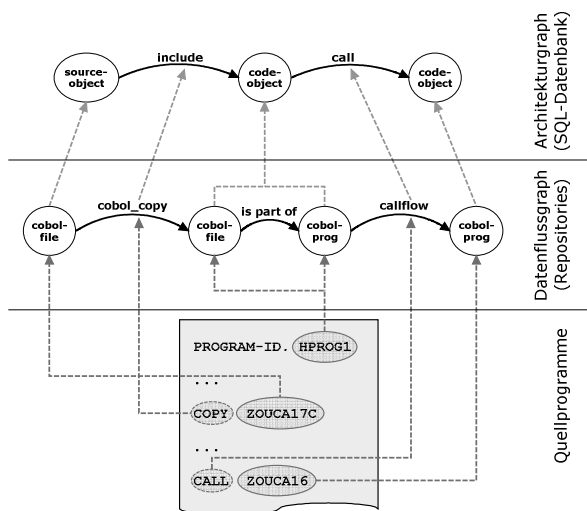 source-
object
include
code-
object
call
code-
object
Architekturgraph
(SQL-Datenbank)
cobol-
file
cobol_copy
cobol-
file
is part of
cobol-
prog
callflow
cobol-
prog
Datenflussgraph
(Repositories)
PROGRAM-ID. HPROG1
...
COPY ZOUCA17C
...
CALL ZOUCA16
Quellprogramme